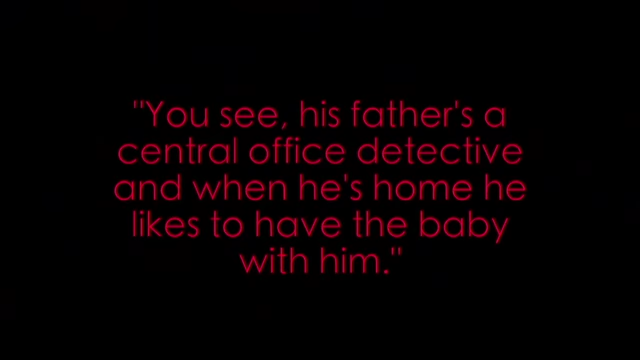 "You see, his father's a
central office detective
and when he's home he
likes to have the baby
with him."